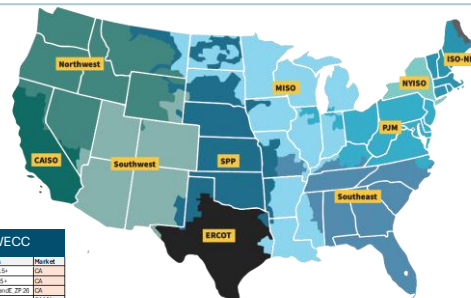 ISO-NE
Northwest
MISO
NYISO
PJM
CAISO
Southwest
SPP
Southeast
ERCOT
WECC
Market
CA
CA
CA